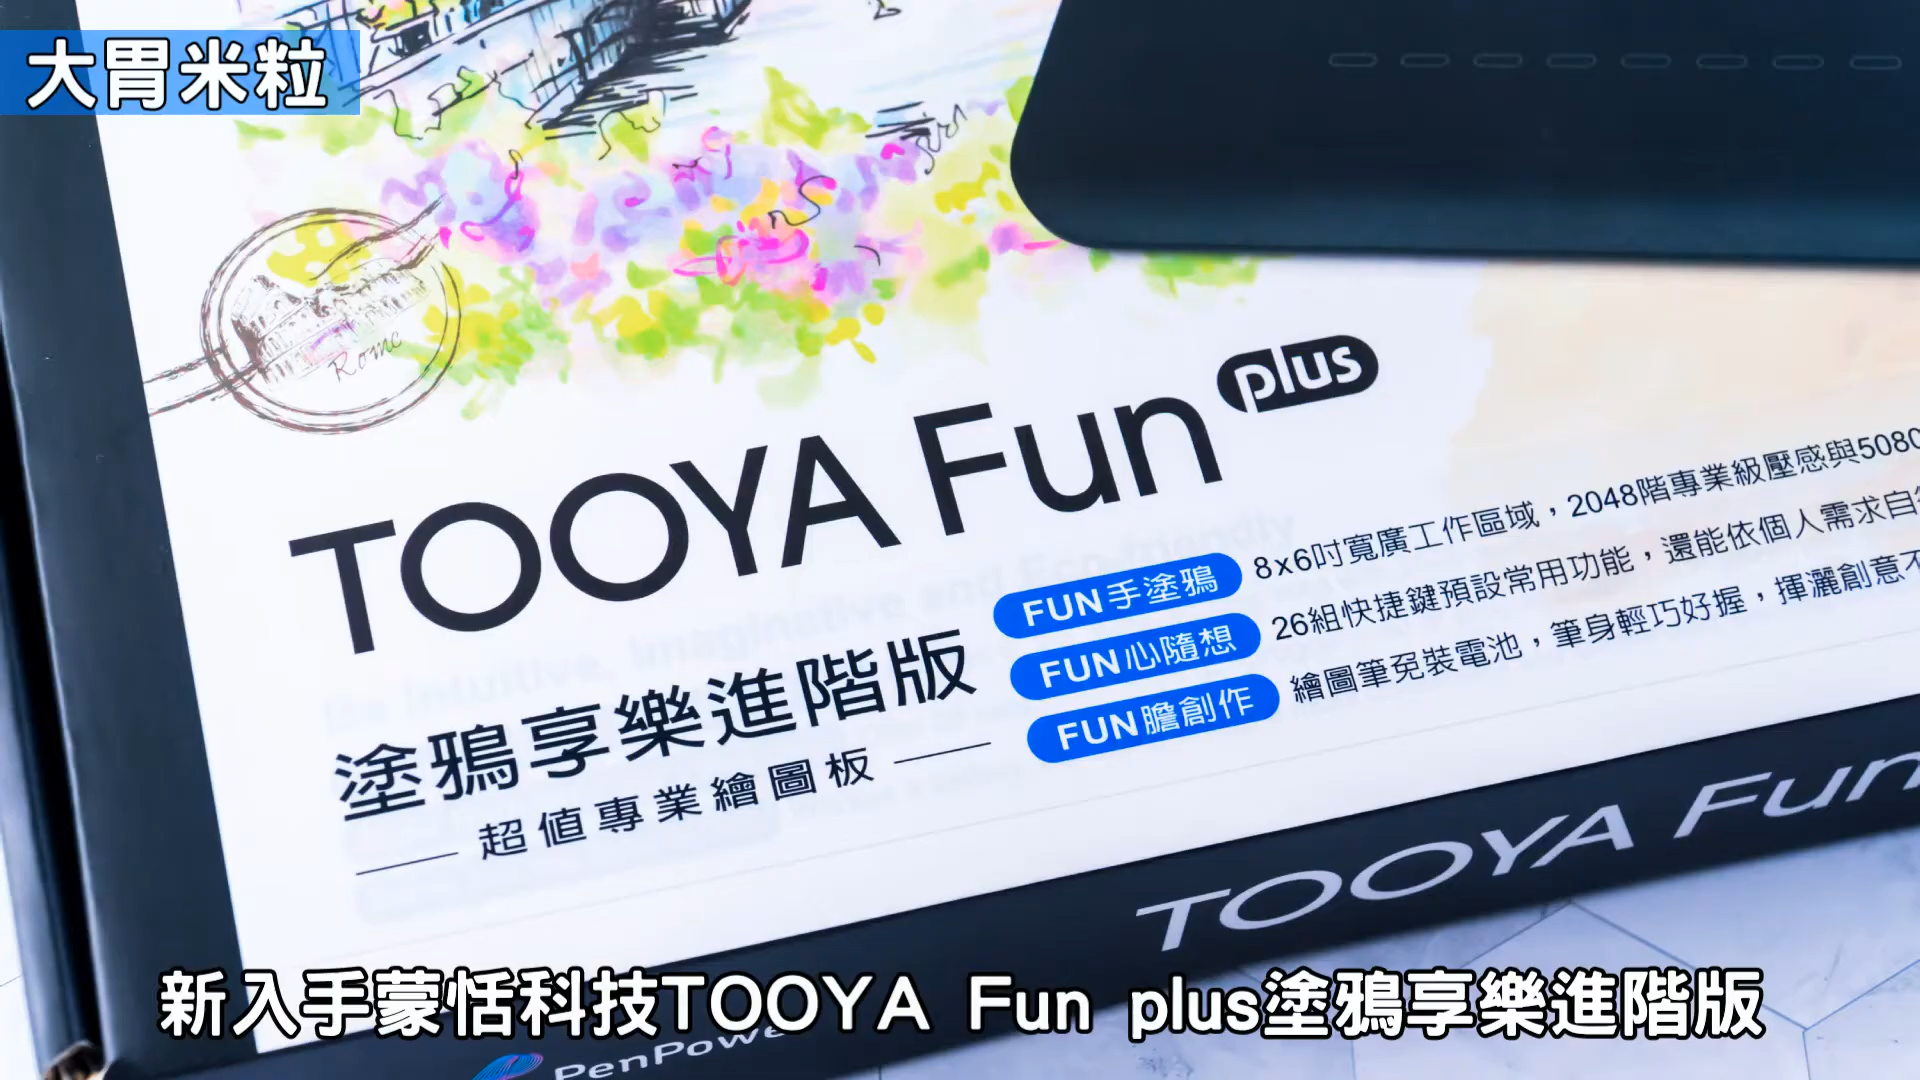 大胃米粒
Rome
TOOYA Fun plus
塗鴉享樂進階版
超值專業繪圖板
FUN手塗鴉 8x6吋寬廣工作區域，2048階專業級壓感與5080
FUN心隨想 26組快捷鍵預設常用功能，還能依個人需求自
FUN膽創作 繪圖筆免裝電池，筆身輕巧好握，揮灑創意不
TOOYA Fun
新入手蒙恬科技TOOYA Fun plus塗鴉享樂進階版
PenPowe